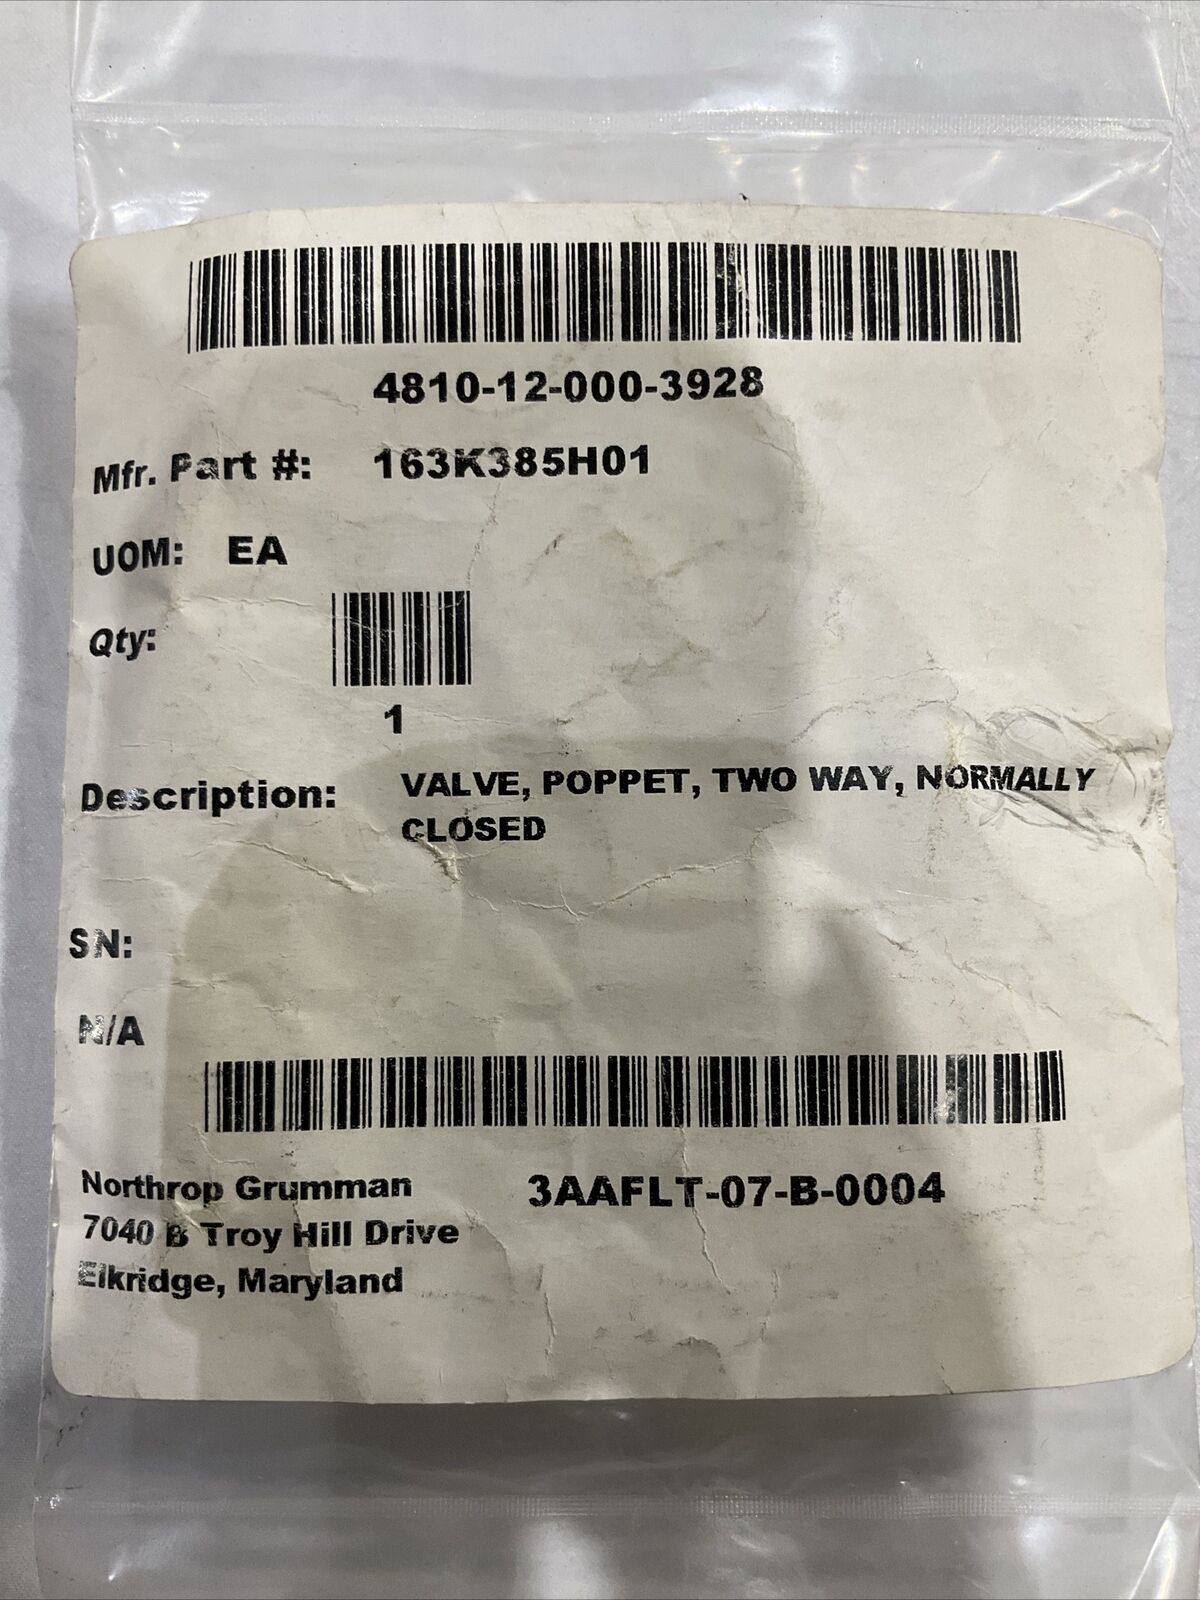 4810-12-000-3928
Mfr. Part #: 163K385H01
UOM: EA
Qty:
1
Description: VALVE, POPPET, TWO WAY, NORMALLY
CLOSED
SN:
N/A
Northrop Grumman 3AAFLT-07-B-0004
7040 B Troy Hill Drive
Elkridge, Maryland